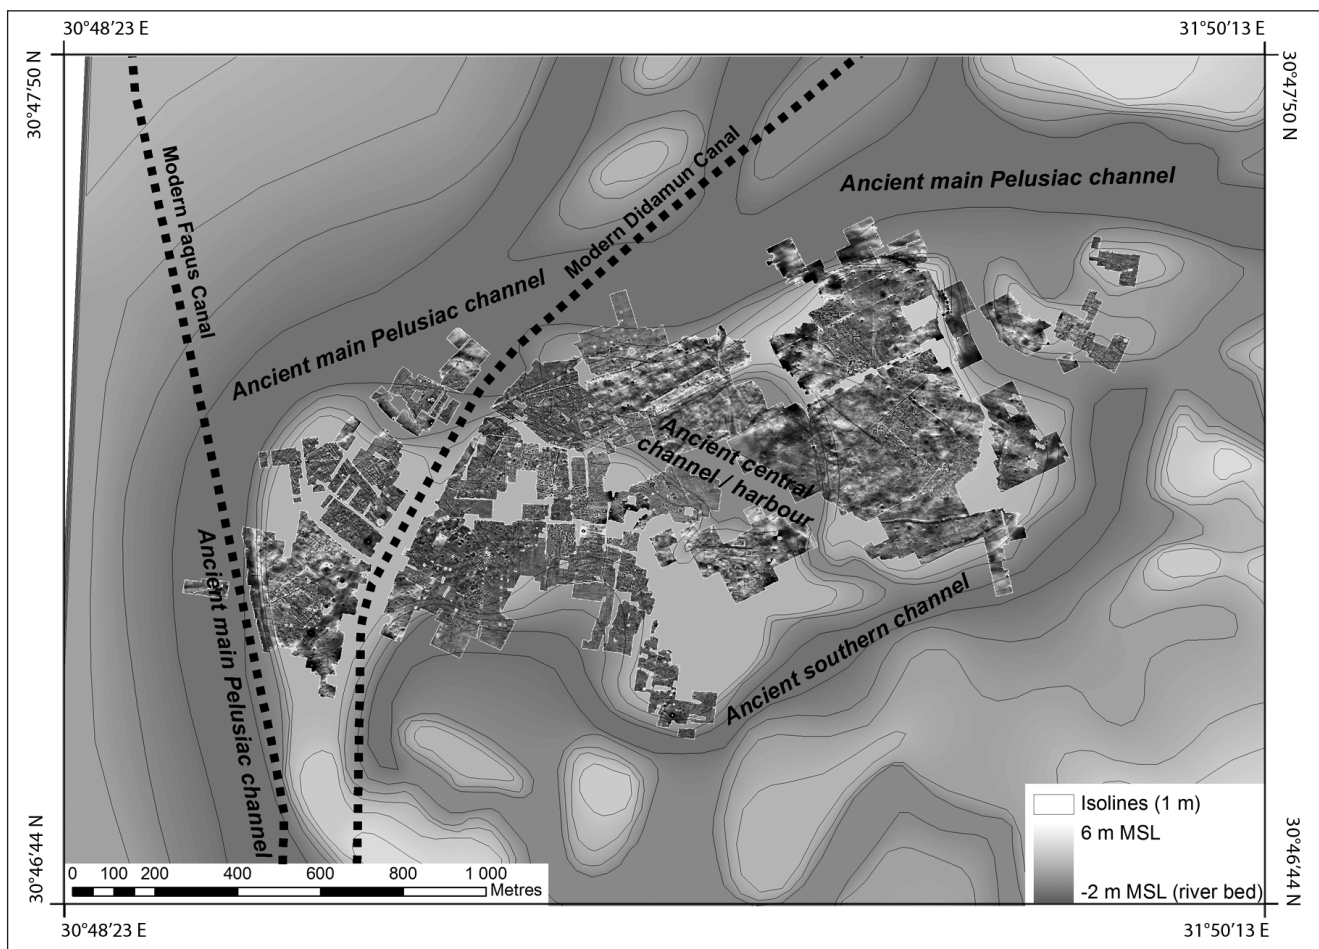 30°48’23 E
31°50’13 E
30°47’50 N
30°47’50 N
Modern Faqus Canal
Modern Didamun Canal
Ancient main Pelusiac channel
Ancient main Pelusiac channel
Ancient central
channel / harbour
Ancient main Pelusiac channel
Ancient southern channel
Isolines (1 m)
6 m MSL
-2 m MSL (river bed)
0 100 200 400 600 800 1 000
Metres
30°46’44 N
30°46’44 N
30°48’23 E
31°50’13 E